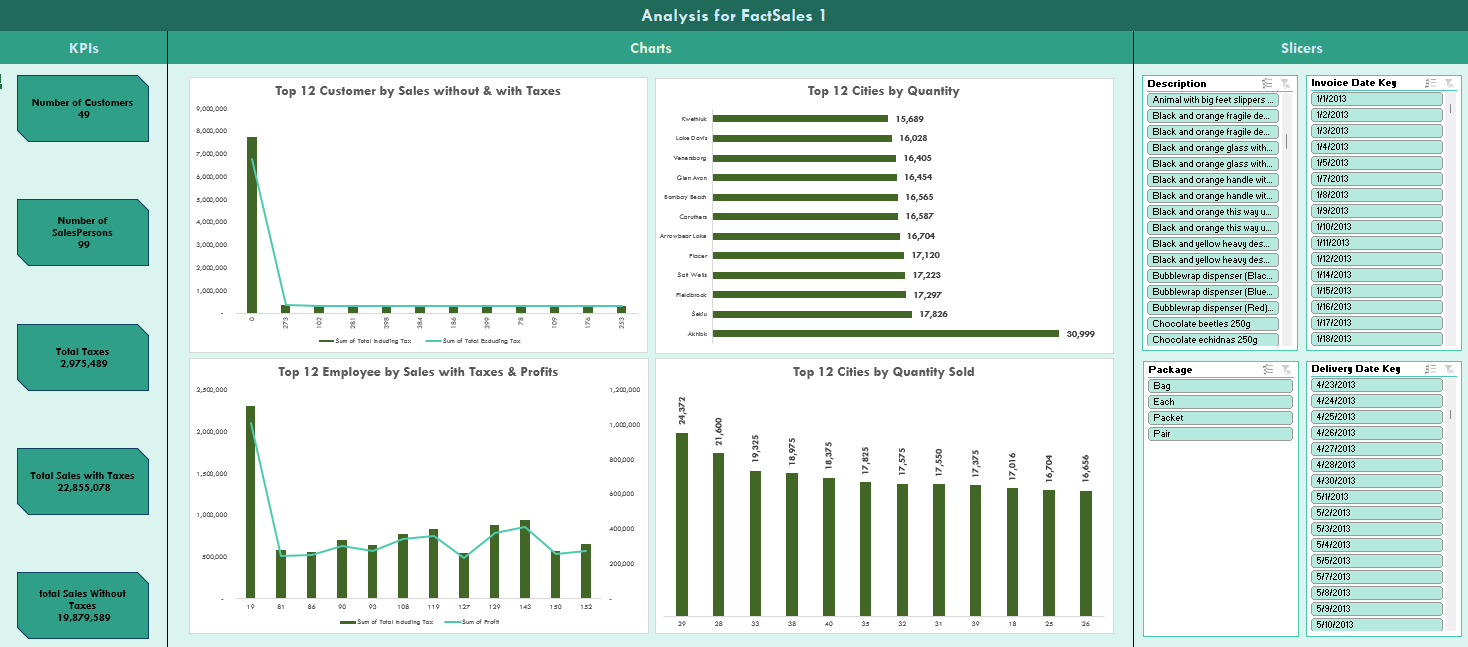 Analysis for FactSales 1
KPIs
Charts
Slicers
Number of Customers
49
Number of
SalesPersons
99
Total Taxes
2,975,489
Total Sales with Taxes
22,855,078
total Sales Without
Taxes
19,879,589
Top 12 Customer by Sales without & with Taxes
9,000,000
8,000,000
7,000,000
6,000,000
5,000,000
4,000,000
3,000,000
2,000,000
1,000,000
-
0
273
102
281
398
384
186
399
78
109
176
253
Sum of Total Including Tax
Sum of Total Excluding Tax
Top 12 Cities by Quantity
Kwethluk 15,689
Lake Davis 16,028
Venersborg 16,405
Glen Avon 16,454
Bombay Beach 16,565
Caruthers 16,587
Arrowbear Lake 16,704
Placer 17,120
Salt Wells 17,223
Fieldbrook 17,297
Sekiu 17,826
Akhiok 30,999
Top 12 Employee by Sales with Taxes & Profits
2,500,000
2,000,000
1,500,000
1,000,000
500,000
-
1,200,000
1,000,000
800,000
600,000
400,000
200,000
-
19
81
86
90
93
108
119
127
129
143
150
152
Sum of Total Including Tax
Sum of Profit
Top 12 Cities by Quantity Sold
24,372
21,600
19,325
18,975
18,375
17,825
17,575
17,550
17,375
17,016
16,704
16,656
29
28
33
38
40
35
32
31
39
18
25
26
Description
Animal with big feet slippers ...
Black and orange fragile de...
Black and orange fragile de...
Black and orange glass with...
Black and orange glass with...
Black and orange handle wit...
Black and orange handle wit...
Black and orange this way u...
Black and orange this way u...
Black and yellow heavy des...
Black and yellow heavy des...
Bubblewrap dispenser (Blac...
Bubblewrap dispenser (Blue...
Bubblewrap dispenser (Red)...
Chocolate beetles 250g
Chocolate echidnas 250g
Invoice Date Key
1/1/2013
1/2/2013
1/3/2013
1/4/2013
1/5/2013
1/7/2013
1/8/2013
1/9/2013
1/10/2013
1/11/2013
1/12/2013
1/14/2013
1/15/2013
1/16/2013
1/17/2013
1/18/2013
Package
Bag
Each
Packet
Pair
Delivery Date Key
4/23/2013
4/24/2013
4/25/2013
4/26/2013
4/27/2013
4/28/2013
4/30/2013
5/1/2013
5/2/2013
5/3/2013
5/4/2013
5/5/2013
5/7/2013
5/8/2013
5/9/2013
5/10/2013